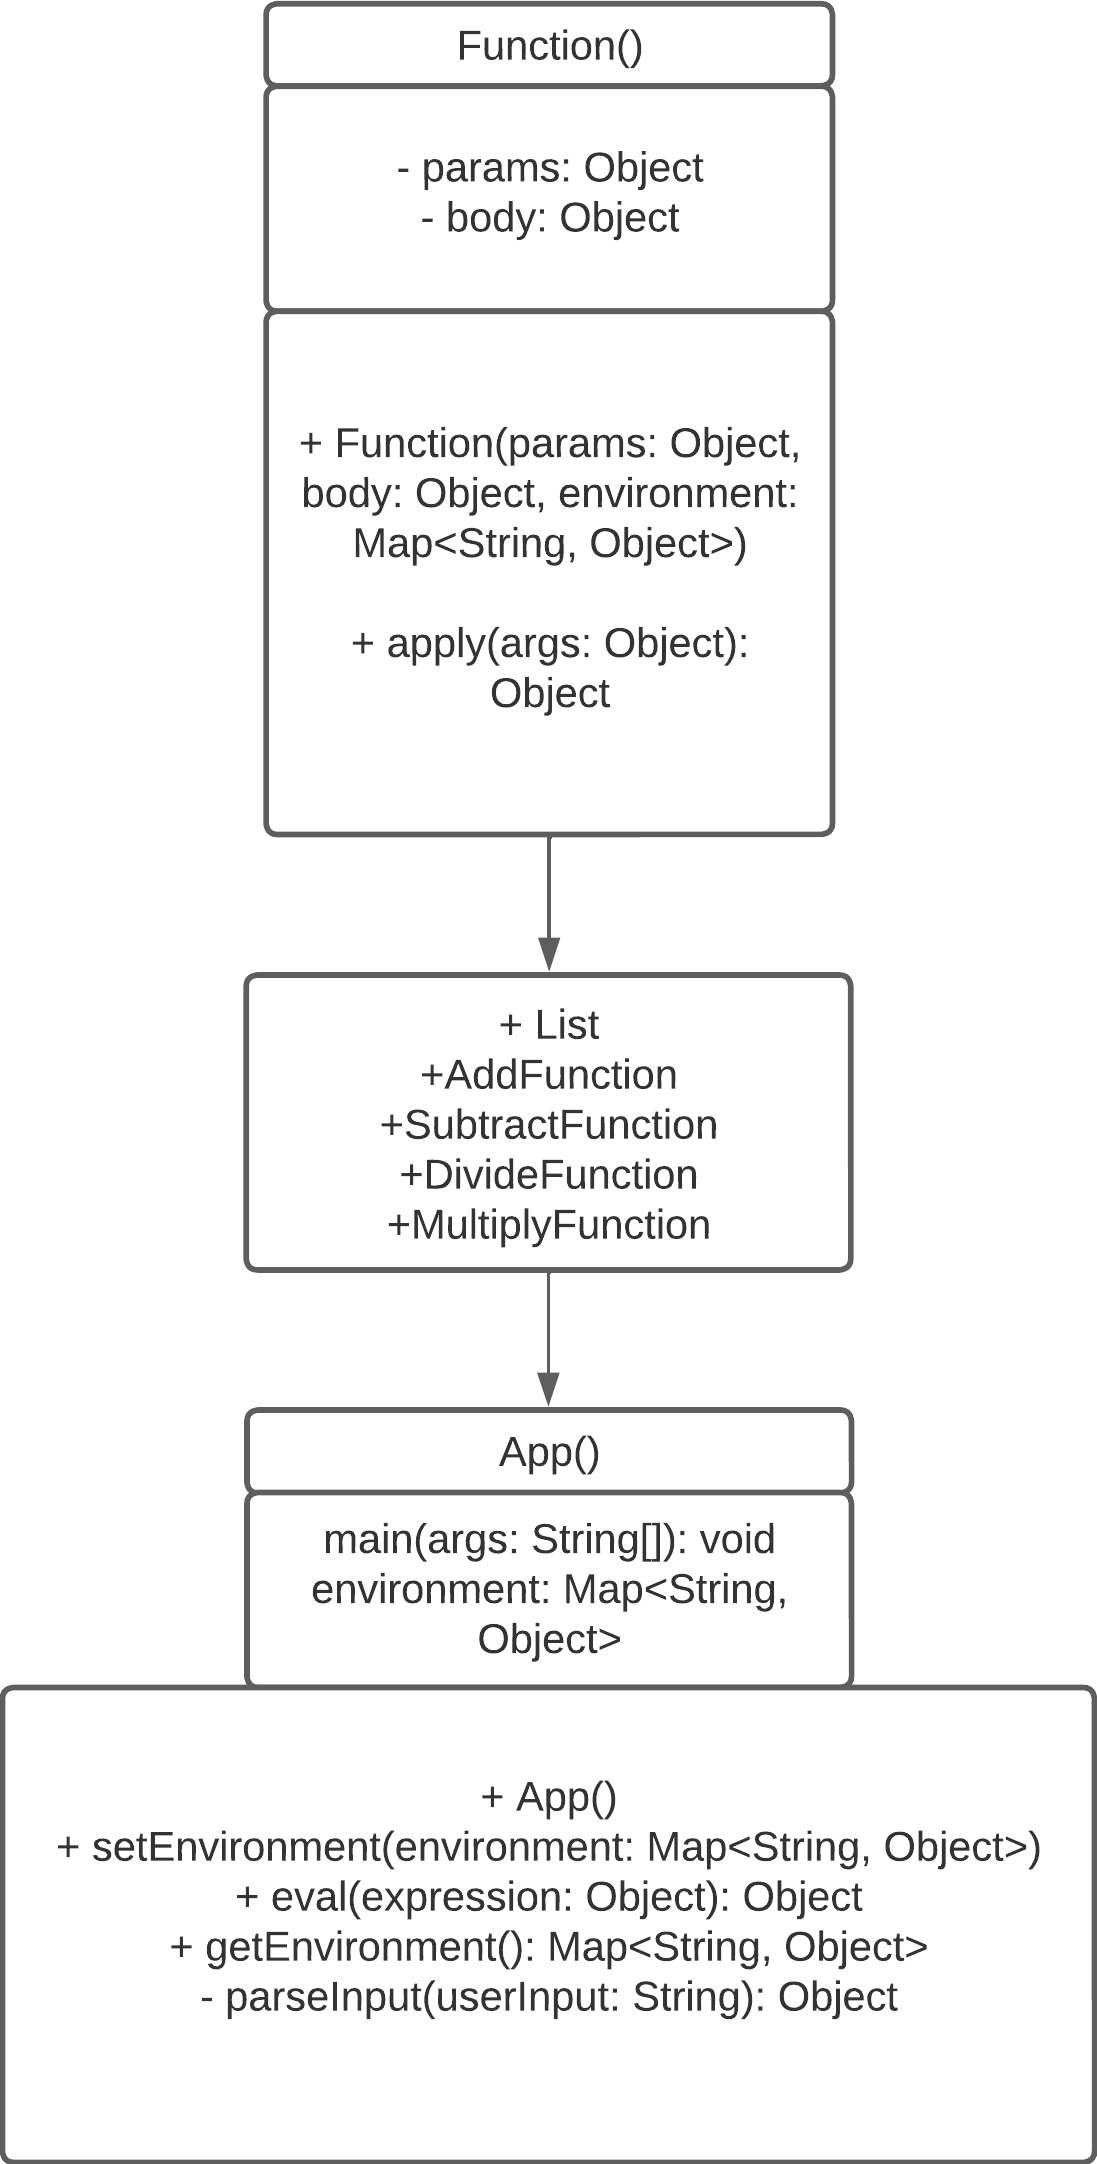 Function()
- params: Object
- body: Object
+ Function(params: Object,
body: Object, environment:
Map<String, Object>)
+ apply(args: Object):
Object
+ List
+AddFunction
+SubtractFunction
+DivideFunction
+MultiplyFunction
App()
main(args: String[]): void
environment: Map<String,
Object>
+ App()
+ setEnvironment(environment: Map<String, Object>)
+ eval(expression: Object): Object
+ getEnvironment(): Map<String, Object>
- parseInput(userInput: String): Object